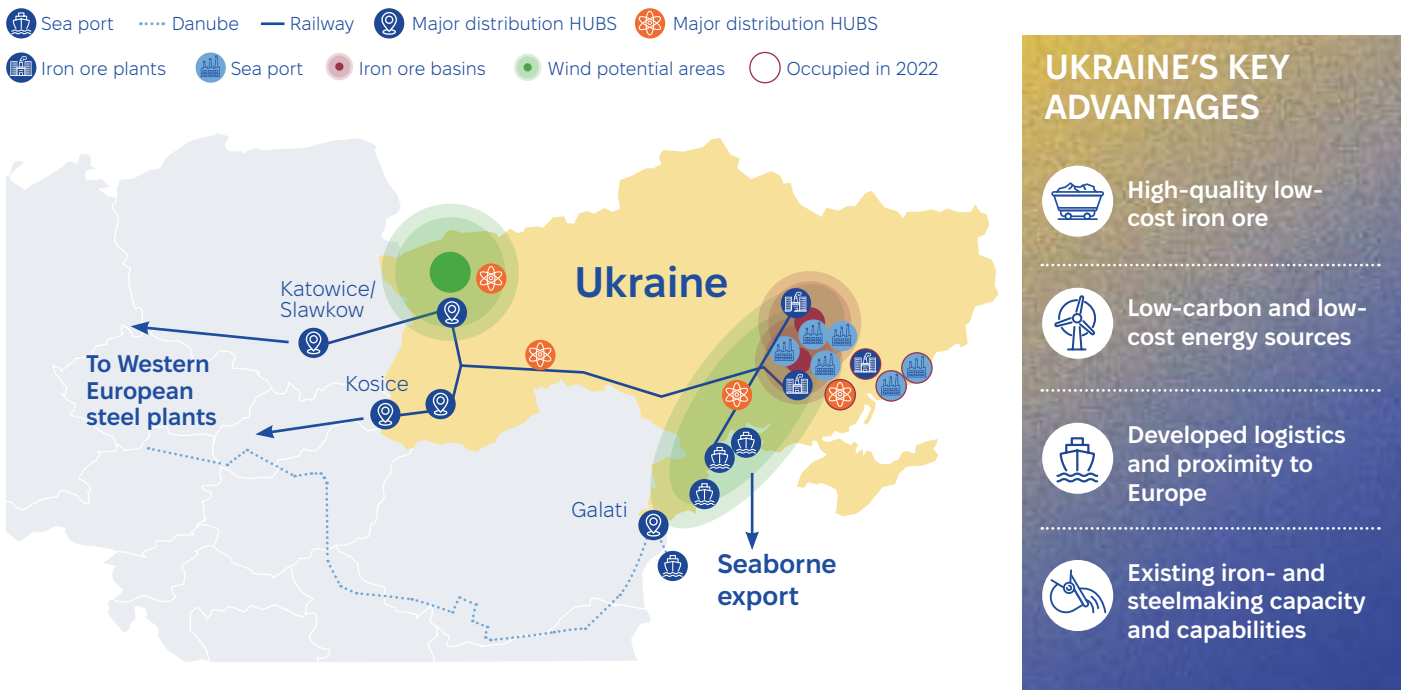 Sea port
Danube
Railway
Major distribution HUBS
Major distribution HUBS
Iron ore plants
Sea port
Iron ore basins
Wind potential areas
Occupied in 2022
Ukraine
Katowice/
Slawkow
To Western
European
steel plants
Kosice
Galati
Seaborne
export
UKRAINE'S KEY
ADVANTAGES
High-quality low-
cost iron ore
Low-carbon and low-
cost energy sources
Developed logistics
and proximity to
Europe
Existing iron- and
steelmaking capacity
and capabilities